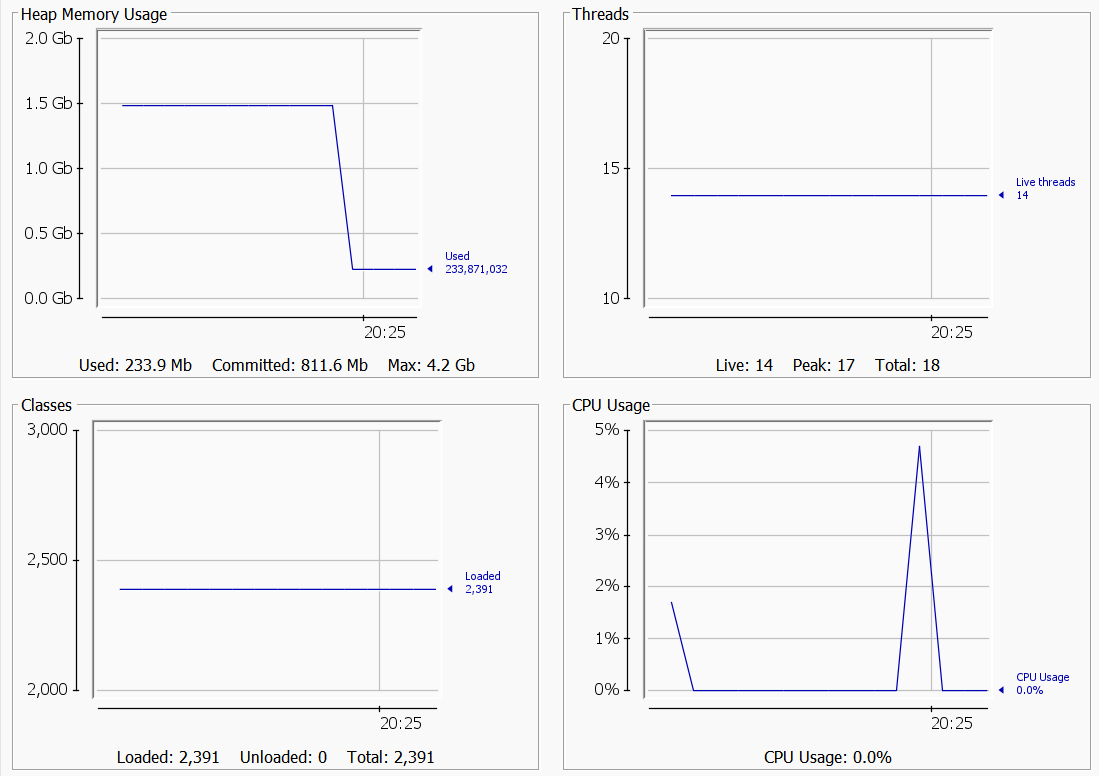 Heap Memory Usage
2.0 Gb
1.5 Gb
1.0 Gb
0.5 Gb
0.0 Gb
Used
233,871,032
20:25
Used: 233.9 Mb Committed: 811.6 Mb Max: 4.2 Gb
Threads
20
15
10
Live threads
14
20:25
Live: 14 Peak: 17 Total: 18
Classes
3,000
2,500
2,000
Loaded
2,391
20:25
Loaded: 2,391 Unloaded: 0 Total: 2,391
CPU Usage
5%
4%
3%
2%
1%
0%
CPU Usage
0.0%
20:25
CPU Usage: 0.0%